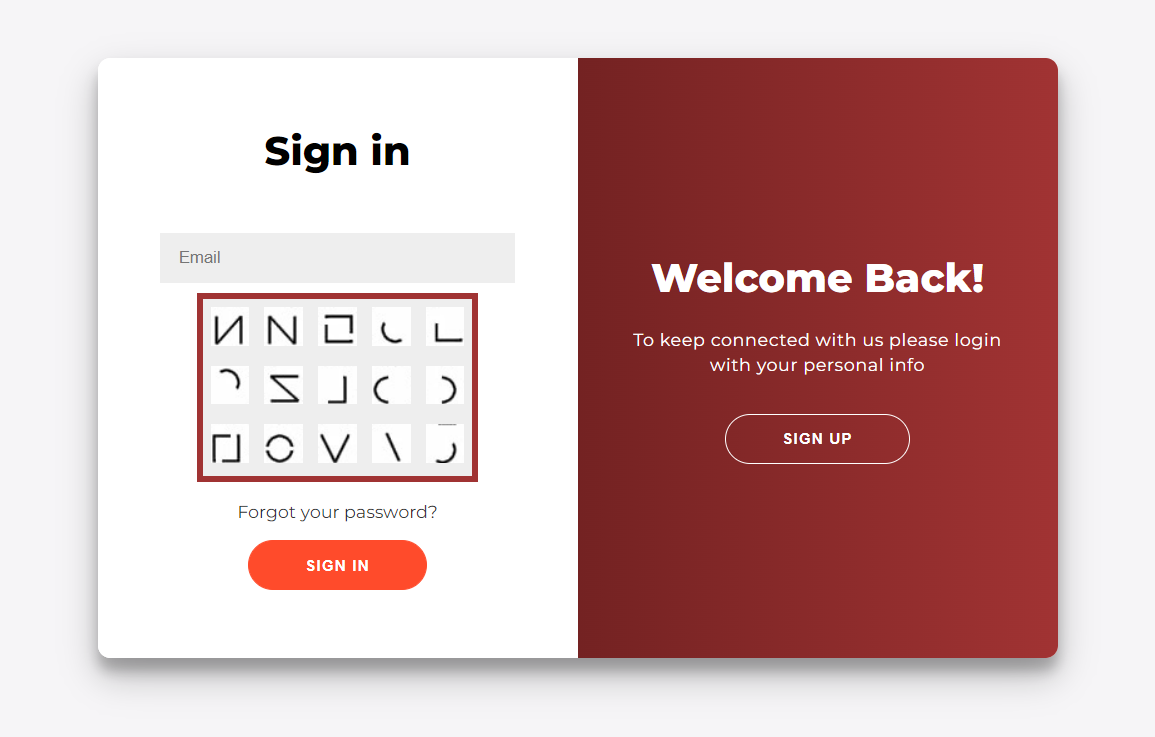 Sign in
Email
Forgot your password?
SIGN IN
Welcome Back!
To keep connected with us please login
with your personal info
SIGN UP